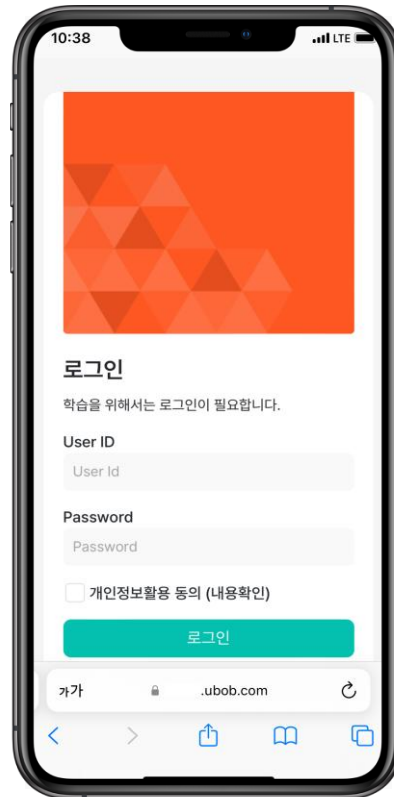 10:38
LTE
로그인
학습을 위해서는 로그인이 필요합니다.
User ID
User Id
Password
Password
개인정보활용 동의 (내용확인)
로그인
가가 .ubob.com